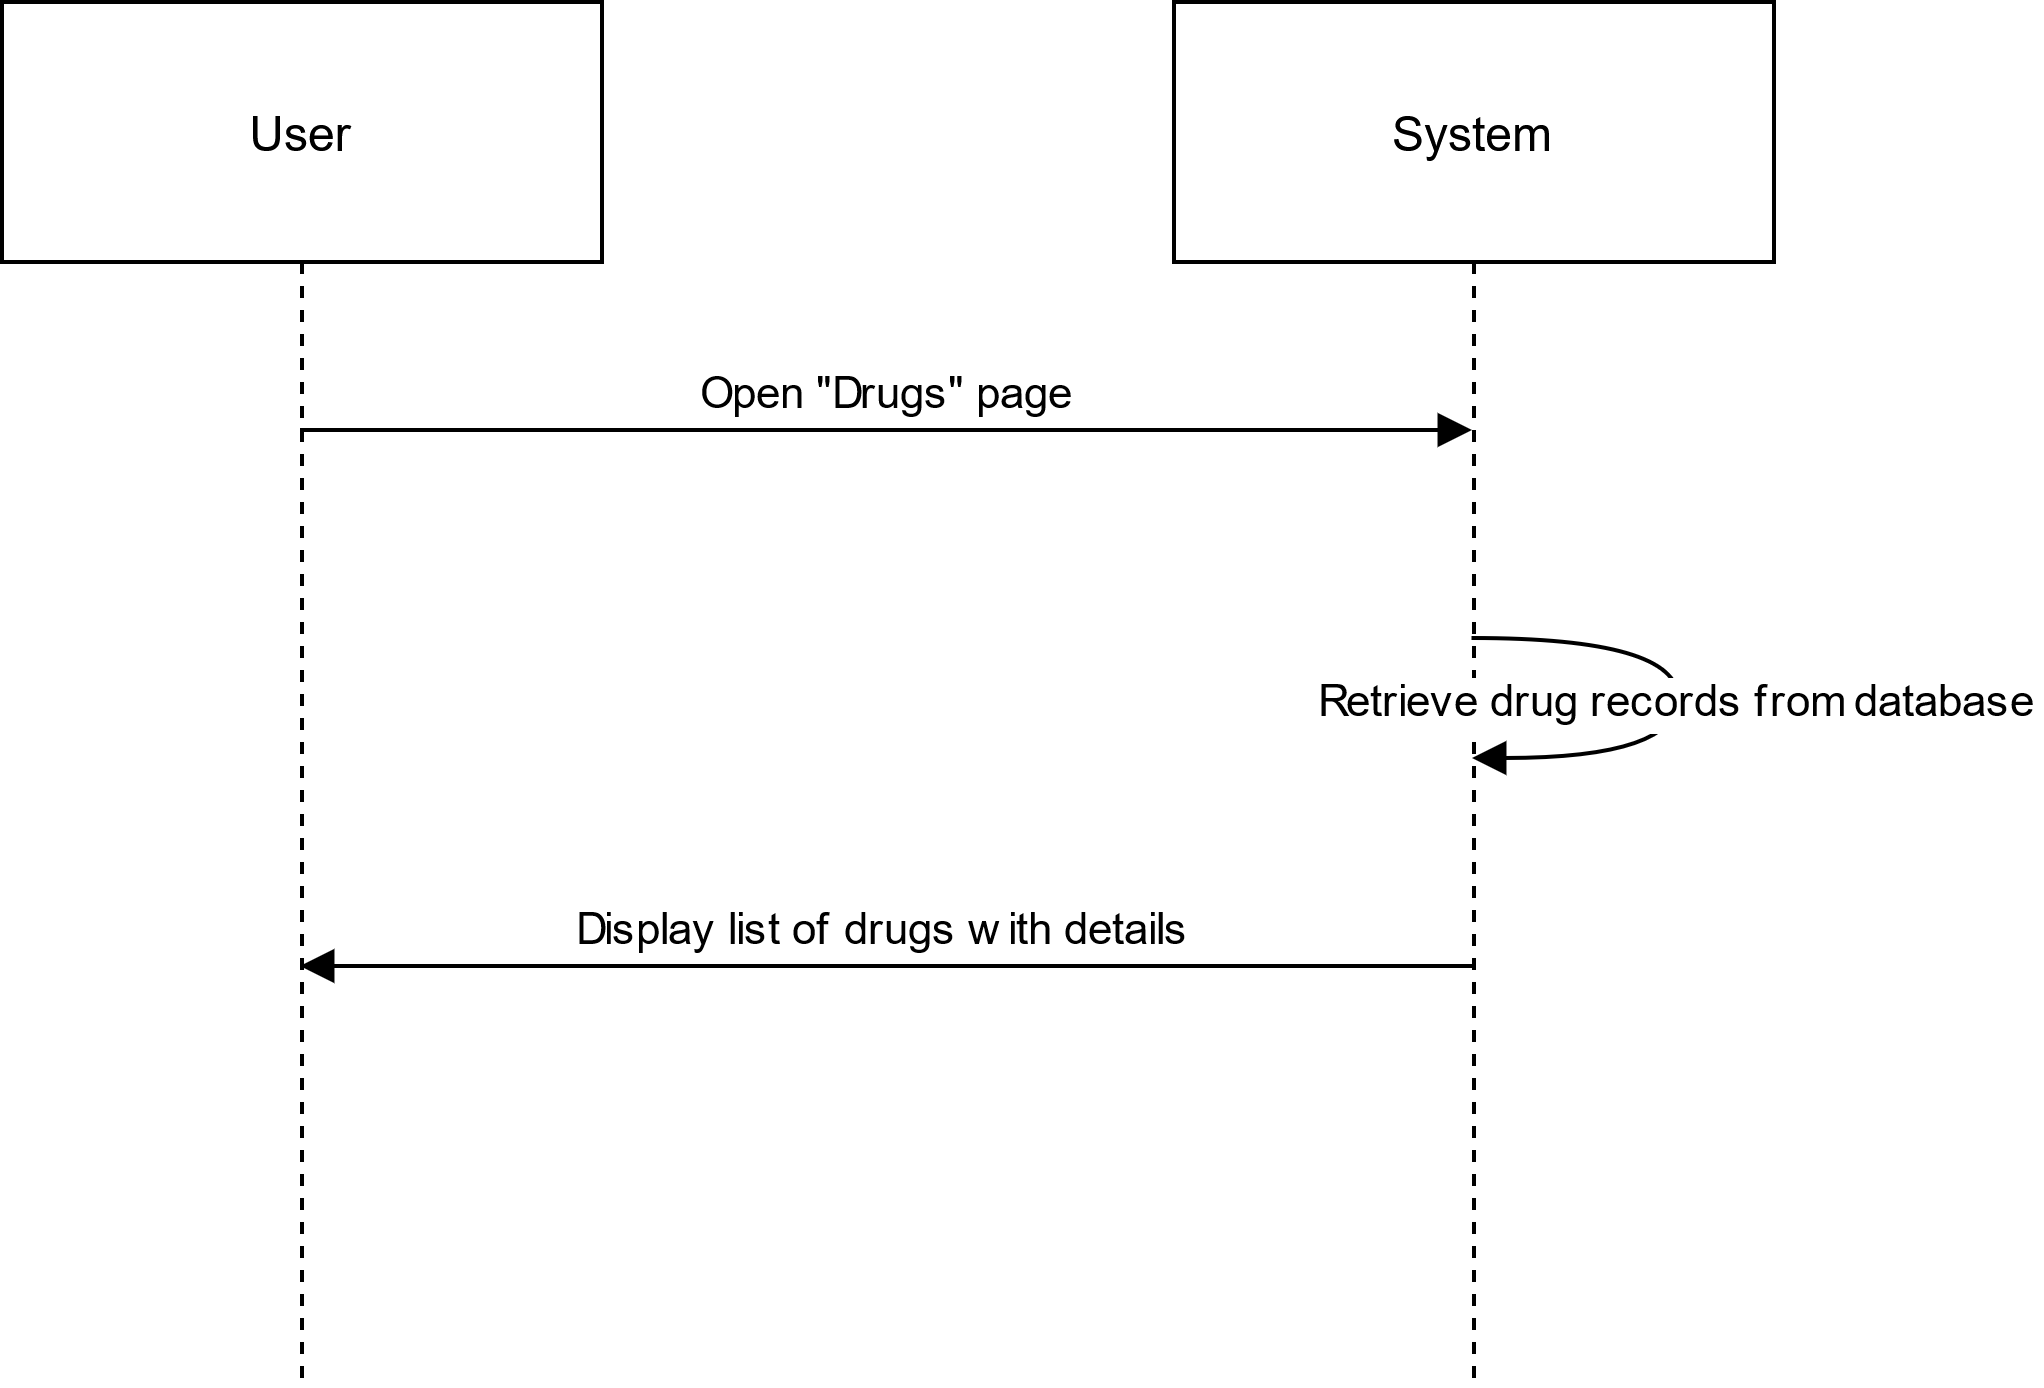 User
System
Open "Drugs" page
Retrieve drug records from database
Display list of drugs with details